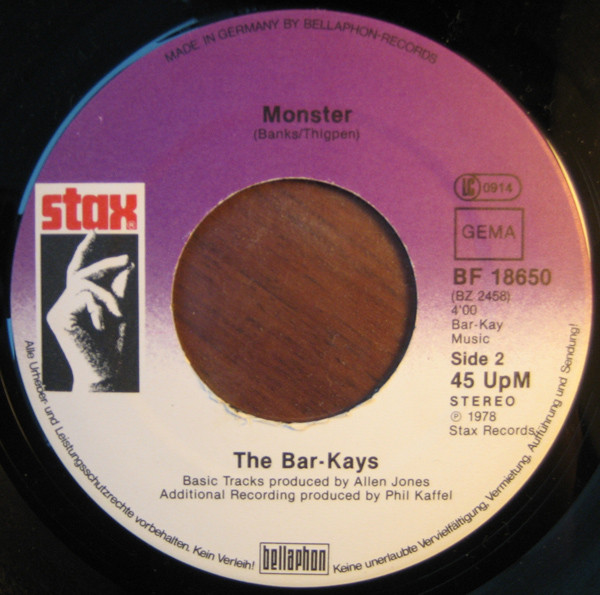 MADE IN GERMANY BY BELLAPHON-RECORDS
Monster
(Banks/Thigpen)
stax®
LC 0914
GEMA
BF 18650
(BZ 2458)
4'00
Bar-Kay
Music
Side 2
45 UpM
STEREO
℗ 1978
Stax Records
The Bar-Kays
Basic Tracks produced by Allen Jones
Additional Recording produced by Phil Kaffel
bellaphon
Alle Urheber und Leistungsschutzrechte vorbehalten. Kein Verleih! Keine unerlaubte Vervielfältigung, Vermietung, Aufführung und Sendung!